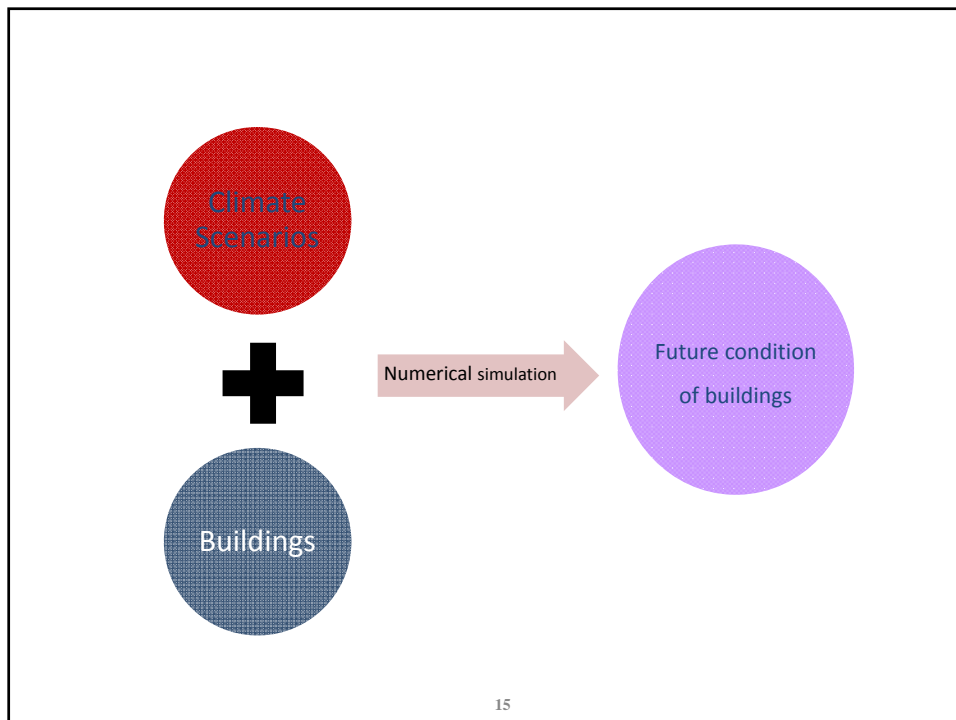 Climate
Scenarios
Numerical simulation
Future condition
of buildings
Buildings
15